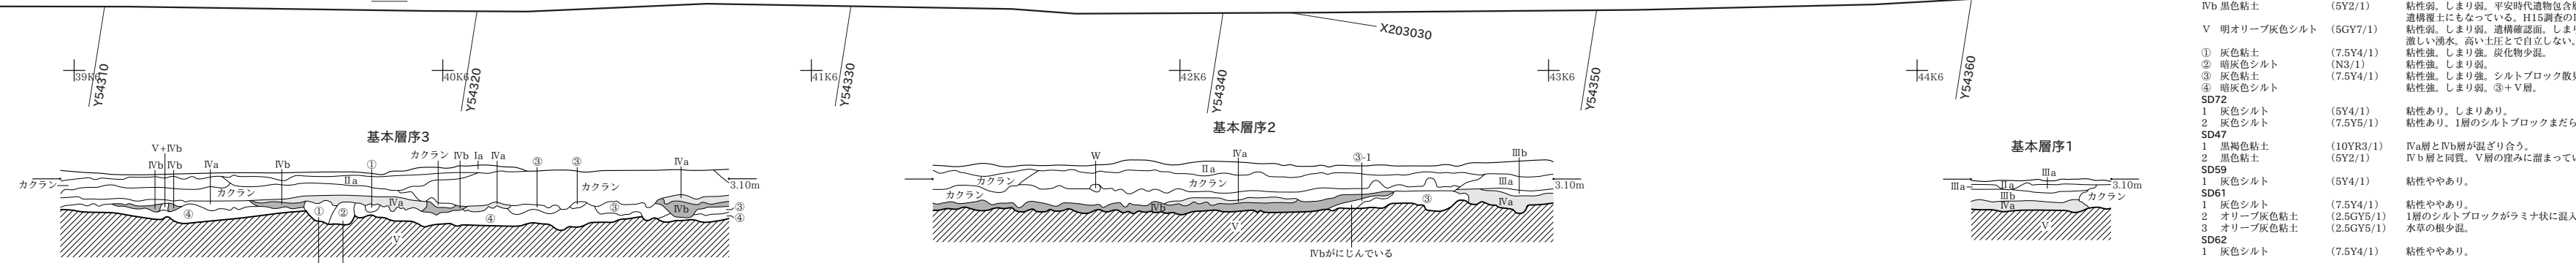 X203030
39K6
Y54310
40K6
Y54320
41K6
Y54330
42K6
Y54340
43K6
Y54350
44K6
Y54360
基本層序3
Ⅴ+Ⅳb
Ⅳb Ⅳb Ⅳa Ⅳb ① カクラン Ⅳb Ⅰa Ⅳa ③ ③ Ⅳa
カクラン
カクラン
Ⅱa
カクラン
3.10m
④
①
②
Ⅳa
④
③
Ⅳb
③
④
Ⅴ
基本層序2
W Ⅳa ③-1 Ⅲb
Ⅱa
カクラン
カクラン
カクラン
Ⅲa
3.10m
Ⅳb
③
Ⅳa
Ⅴ
Ⅳbがにじんでいる
基本層序1
Ⅲa
Ⅲa
Ⅱa
3.10m
Ⅲb
カクラン
Ⅳa
Ⅴ
Ⅳb 黒色粘土 (5Y2/1) 粘性弱。しまり弱。平安時代遺物包含
遺構覆土にもなっている。H15調査の
Ⅴ 明オリーブ灰色シルト (5GY7/1) 粘性弱。しまり弱。遺構確認面。しま
激しい湧水。高い土圧とで自立しない。
① 灰色粘土 (7.5Y4/1) 粘性強。しまり強。炭化物少混。
② 暗灰色シルト (N3/1) 粘性強。しまり弱。
③ 灰色粘土 (7.5Y4/1) 粘性強。しまり強。シルトブロック散
④ 暗灰色シルト 粘性強。しまり弱。③+Ⅴ層。
SD72
1 灰色シルト (5Y4/1) 粘性あり。しまりあり。
2 灰色シルト (7.5Y5/1) 粘性あり。1層のシルトブロックまだら
SD47
1 黒褐色粘土 (10YR3/1) Ⅳa層とⅣb層が混ざり合う。
2 黒色粘土 (5Y2/1) Ⅳb層と同質。Ⅴ層の窪みに溜まってい
SD59
1 灰色シルト (5Y4/1) 粘性ややあり。
SD61
1 灰色シルト (7.5Y4/1) 粘性ややあり。
2 オリーブ灰色粘土 (2.5GY5/1) 1層のシルトブロックがラミナ状に混入
3 オリーブ灰色粘土 (2.5GY5/1) 水草の根少混。
SD62
1 灰色シルト (7.5Y4/1) 粘性ややあり。